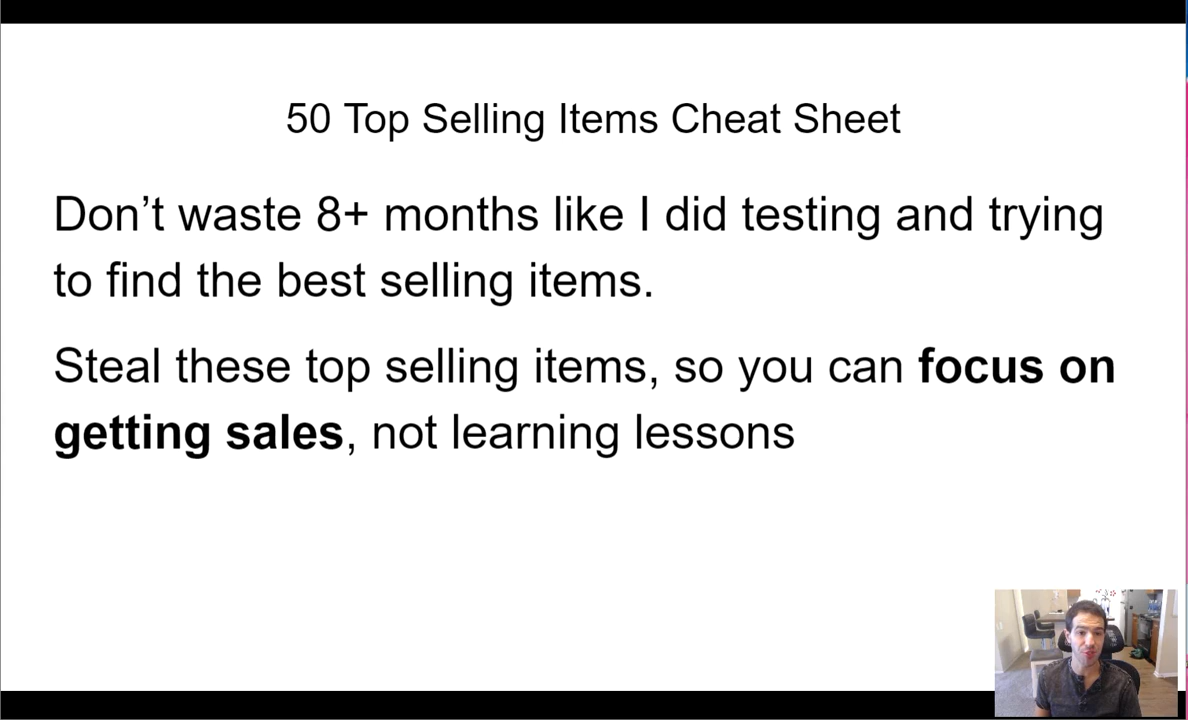 50 Top Selling Items Cheat Sheet
Don’t waste 8+ months like I did testing and trying
to find the best selling items.
Steal these top selling items, so you can focus on
getting sales, not learning lessons